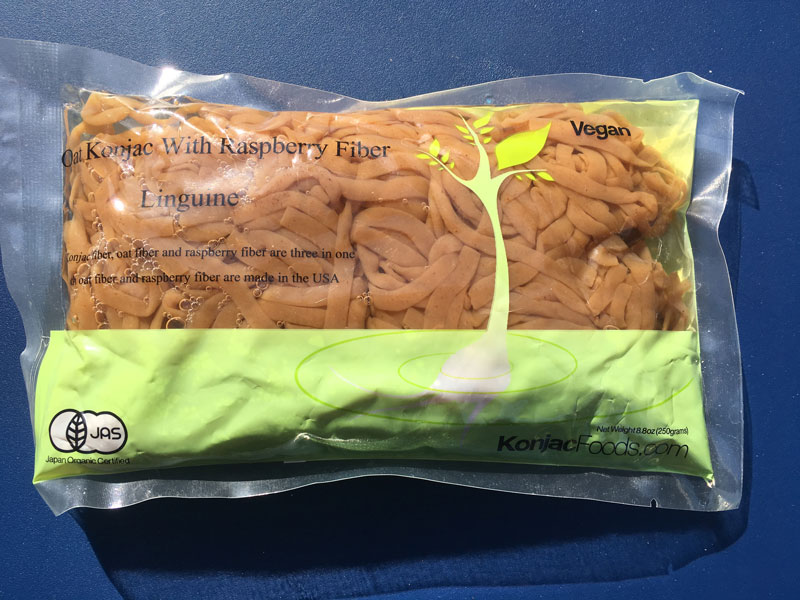 Vegan
Oat Konjac With Raspberry Fiber
Linguine
Konjac fiber, oat fiber and raspberry fiber are three in one
oat fiber and raspberry fiber are made in the USA
JAS
Japan Organic Certified
Net Weight 8.8oz (250grams)
KonjacFoods.com